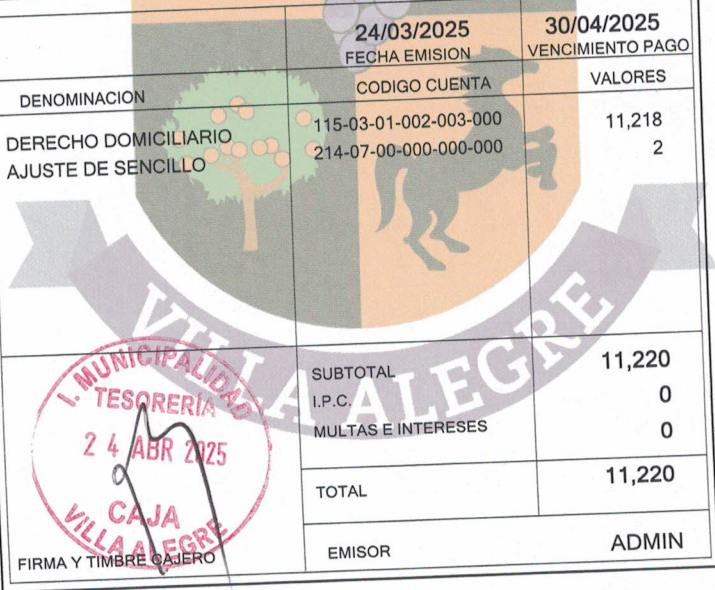 24/03/2025 30/04/2025
FECHA EMISION VENCIMIENTO PAGO
DENOMINACION CODIGO CUENTA VALORES
DERECHO DOMICILIARIO 115-03-01-002-003-000 11,218
AJUSTE DE SENCILLO 214-07-00-000-000-000 2
VILLA ALEGRE
SUBTOTAL 11,220
I.P.C. 0
MULTAS E INTERESES 0
TOTAL 11,220
EMISOR ADMIN
I. MUNICIPALIDAD
TESORERÍA
24 ABR 2025
CAJA
VILLA ALEGRE
FIRMA Y TIMBRE CAJERO